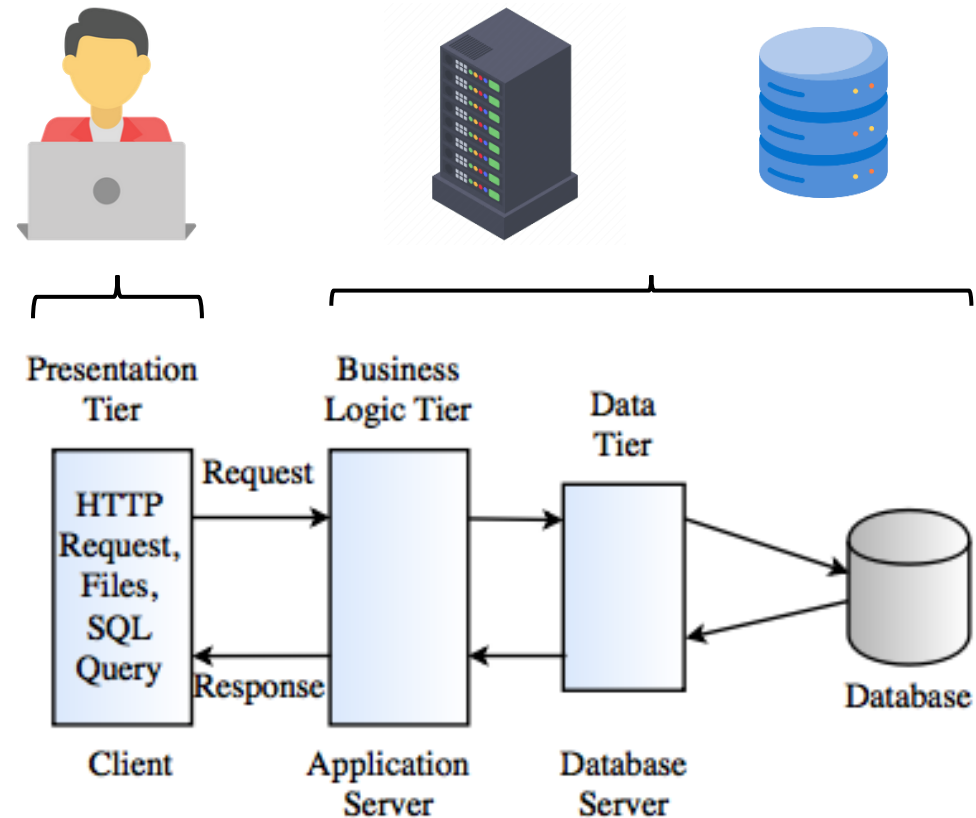 Presentation
Tier
Business
Logic Tier
Data
Tier
Request
HTTP
Request,
Files,
SQL
Query
Response
Database
Client
Application
Server
Database
Server